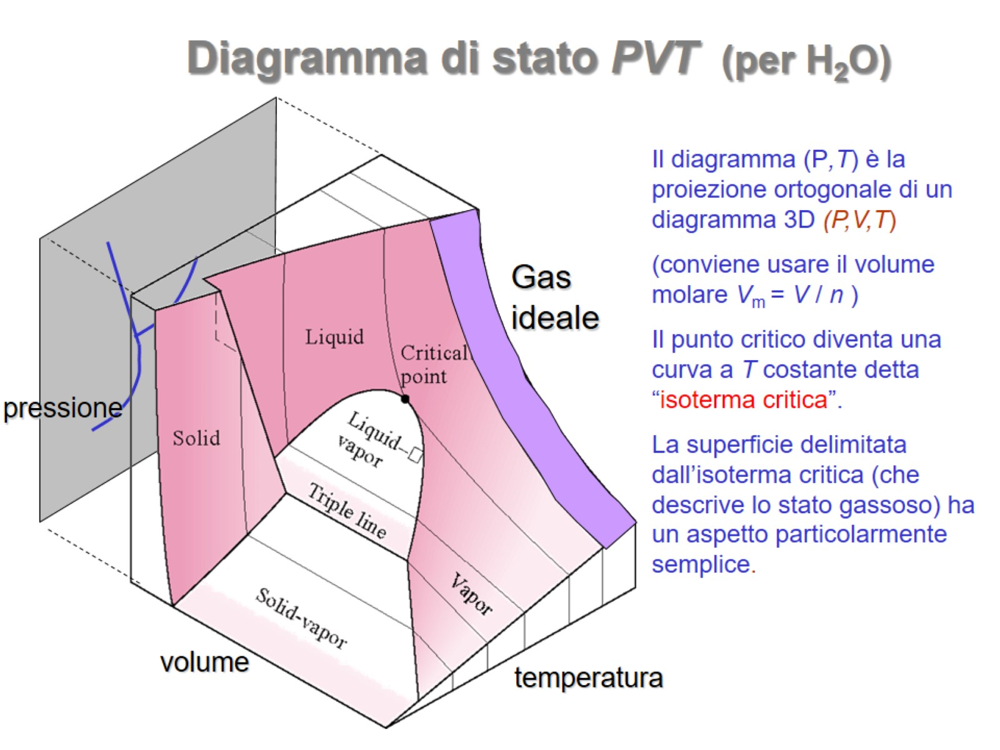 Diagramma di stato PVT (per H₂O)
Il diagramma (P,T) è la
proiezione ortogonale di un
diagramma 3D (P,V,T)
(conviene usare il volume
molare Vm = V / n )
Il punto critico diventa una
curva a T costante detta
“isoterma critica”.
La superficie delimitata
dall’isoterma critica (che
descrive lo stato gassoso) ha
un aspetto particolarmente
semplice.
Gas
ideale
Liquid
Critical
point
pressione
Solid
Liquid–
vapor
Triple line
Vapor
Solid-vapor
volume
temperatura